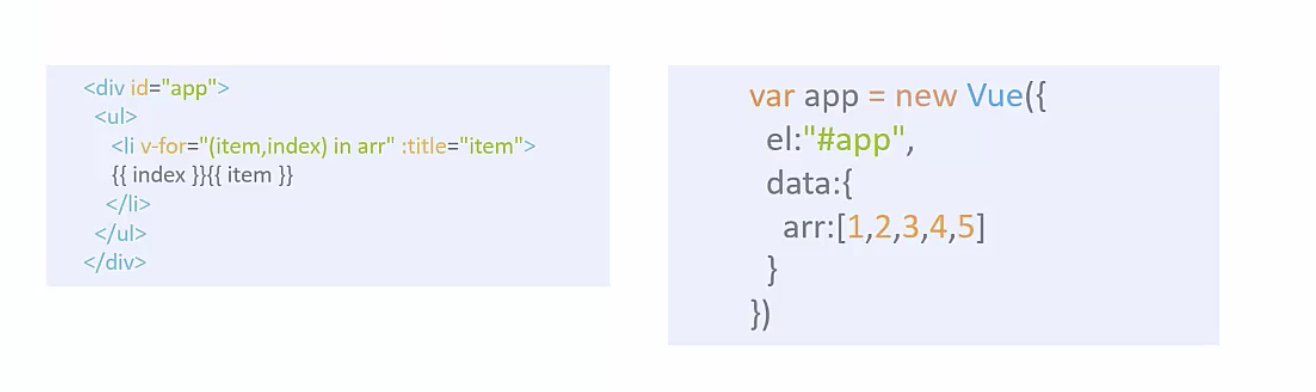 <div id="app">
<ul>
<li v-for="(item,index) in arr" :title="item">
{{ index }}{{ item }}
</li>
</ul>
</div>
var app = new Vue({
el:"#app",
data:{
arr:[1,2,3,4,5]
}
})